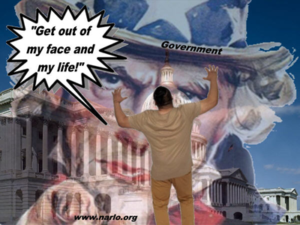 "Get out of
my face and
my life!"
Government
www.narlo.org